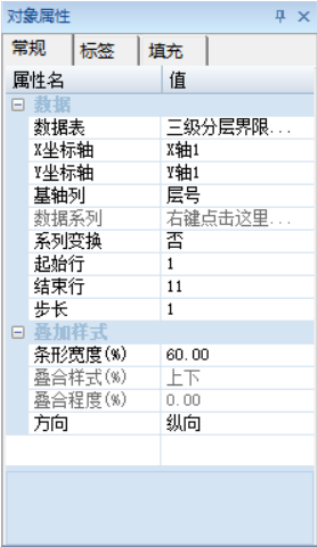 对象属性
常规 标签 填充
属性名 值
数据
数据表 三级分层界限...
X坐标轴 X轴1
Y坐标轴 Y轴1
基轴列 层号
数据系列 右键点击这里...
系列变换 否
起始行 1
结束行 11
步长 1
叠加样式
条形宽度(%) 60.00
叠合样式(%) 上下
叠合程度(%) 0.00
方向 纵向